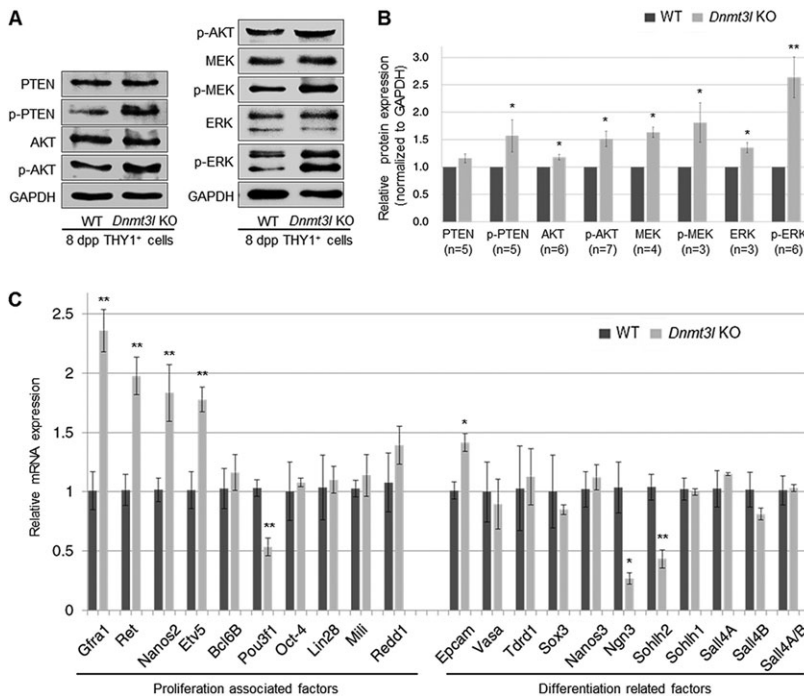 A
PTEN
p-PTEN
AKT
p-AKT
GAPDH
WT Dnmt3l KO
8 dpp THY1+ cells
p-AKT
MEK
p-MEK
ERK
p-ERK
GAPDH
WT Dnmt3l KO
8 dpp THY1+ cells
B
WT Dnmt3l KO
Relative protein expression
(normalized to GAPDH)
3.0
2.5
2.0
1.5
1.0
0.5
0.0
* * * * * * **
PTEN p-PTEN AKT p-AKT MEK p-MEK ERK p-ERK
(n=5) (n=5) (n=6) (n=7) (n=4) (n=3) (n=3) (n=6)
C
WT Dnmt3l KO
Relative mRNA expression
2.5
2
1.5
1
0.5
0
** ** ** ** ** * * **
Gfra1 Ret Nanos2 Etv5 Bcl6B Pou3f1 Oct-4 Lin28 Mili Redd1 Epcam Vasa Tdrd1 Sox3 Nanos3 Ngn3 Sohlh2 Sohlh1 Sall4A Sall4B Sall4A/B
Proliferation associated factors Differentiation related factors